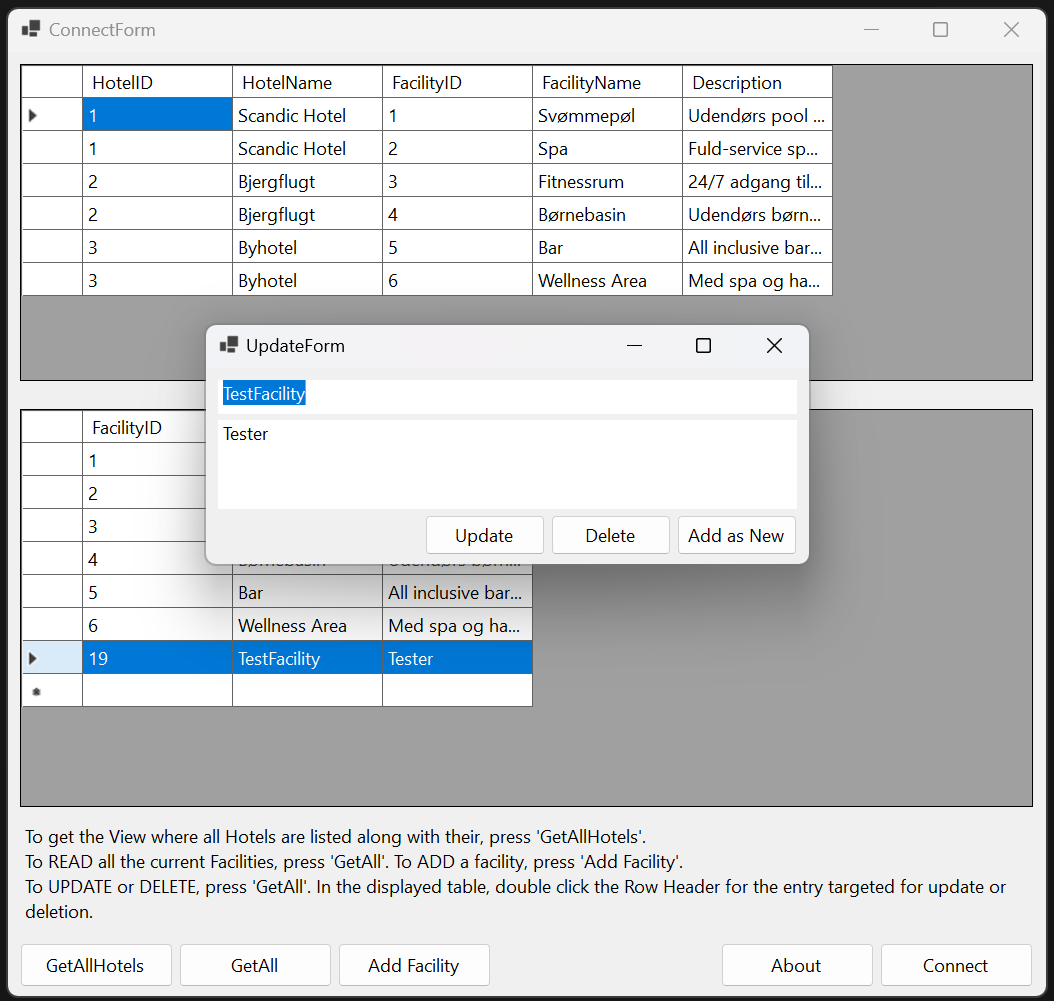 ConnectForm
HotelID HotelName FacilityID FacilityName Description
1 Scandic Hotel 1 Svømmepøl Udendørs pool ...
1 Scandic Hotel 2 Spa Fuld-service sp...
2 Bjergflugt 3 Fitnessrum 24/7 adgang til...
2 Bjergflugt 4 Børnebasin Udendørs børn...
3 Byhotel 5 Bar All inclusive bar...
3 Byhotel 6 Wellness Area Med spa og ha...
UpdateForm
TestFacility
Tester
Update Delete Add as New
FacilityID
1
2
3
4 Børnebasin Udendørs børn...
5 Bar All inclusive bar...
6 Wellness Area Med spa og ha...
19 TestFacility Tester
To get the View where all Hotels are listed along with their, press 'GetAllHotels'.
To READ all the current Facilities, press 'GetAll'. To ADD a facility, press 'Add Facility'.
To UPDATE or DELETE, press 'GetAll'. In the displayed table, double click the Row Header for the entry targeted for update or
deletion.
GetAllHotels GetAll Add Facility About Connect